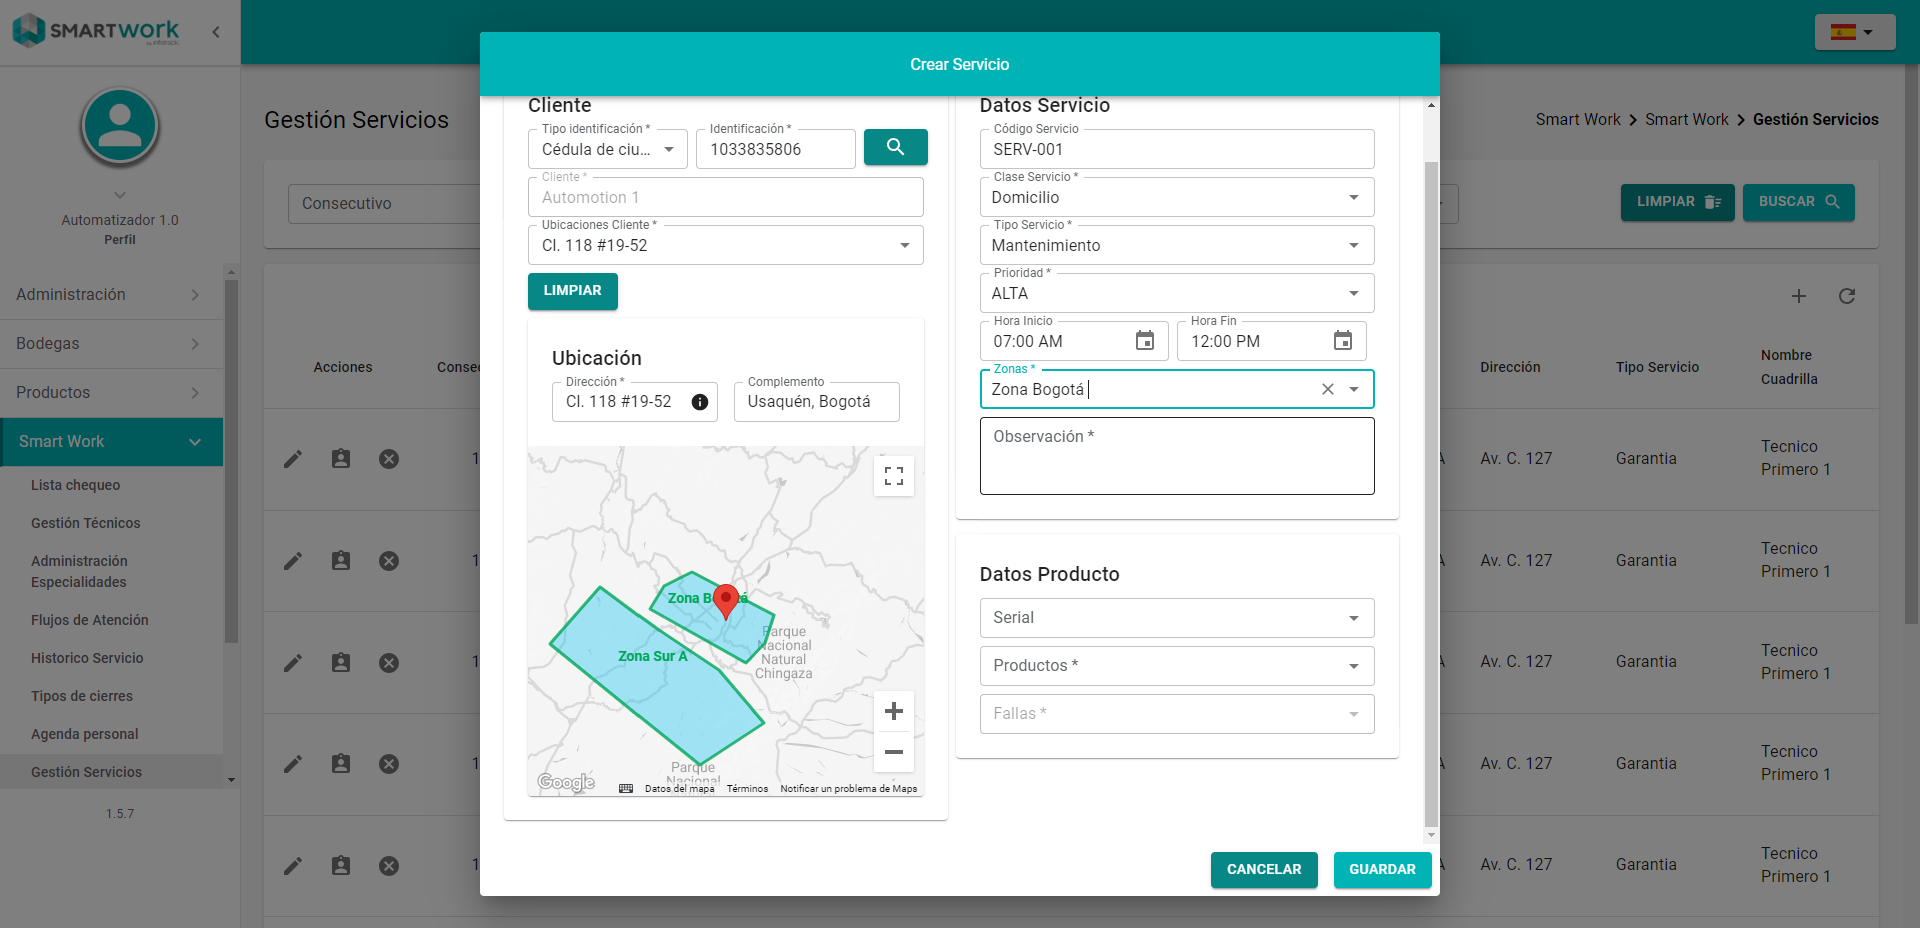 SMARTWORK
Automatizador 1.0
Perfil
Administración
Bodegas
Productos
Smart Work
Lista chequeo
Gestión Técnicos
Administración
Especialidades
Flujos de Atención
Historico Servicio
Tipos de cierres
Agenda personal
Gestión Servicios
1.5.7
Gestión Servicios
Smart Work > Smart Work > Gestión Servicios
Consecutivo
LIMPIAR
BUSCAR
Acciones
Dirección
Tipo Servicio
Nombre
Cuadrilla
Av. C. 127
Garantia
Tecnico
Primero 1
Av. C. 127
Garantia
Tecnico
Primero 1
Av. C. 127
Garantia
Tecnico
Primero 1
Av. C. 127
Garantia
Tecnico
Primero 1
Av. C. 127
Garantia
Tecnico
Primero 1
Crear Servicio
Cliente
Tipo identificación *
Cédula de ciu...
Identificación *
1033835806
Cliente *
Automotion 1
Ubicaciones Cliente *
Cl. 118 #19-52
LIMPIAR
Ubicación
Dirección *
Cl. 118 #19-52
Complemento
Usaquén, Bogotá
Zona Sur A
Parque
Nacional
Natural
Chingaza
Parque
Nacional
Google
Datos del mapa
Términos
Notificar un problema de Maps
Datos Servicio
Código Servicio
SERV-001
Clase Servicio *
Domicilio
Tipo Servicio *
Mantenimiento
Prioridad *
ALTA
Hora Inicio
07:00 AM
Hora Fin
12:00 PM
Zonas *
Zona Bogotá
Observación *
Datos Producto
Serial
Productos *
Fallas *
CANCELAR
GUARDAR